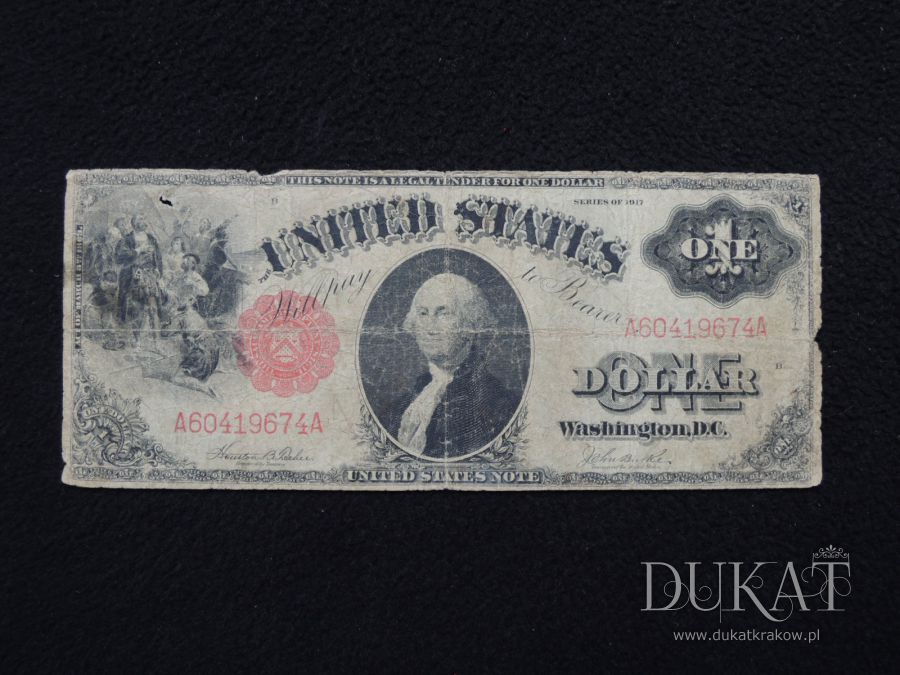 THIS NOTE IS A LEGAL TENDER FOR ONE DOLLAR
B
SERIES OF 1917
THE UNITED STATES
ONE
Will pay to Bearer
A60419674A
ONE
DOLLAR
B
Washington, D.C.
A60419674A
UNITED STATES NOTE
DUKAT
www.dukatkrakow.pl